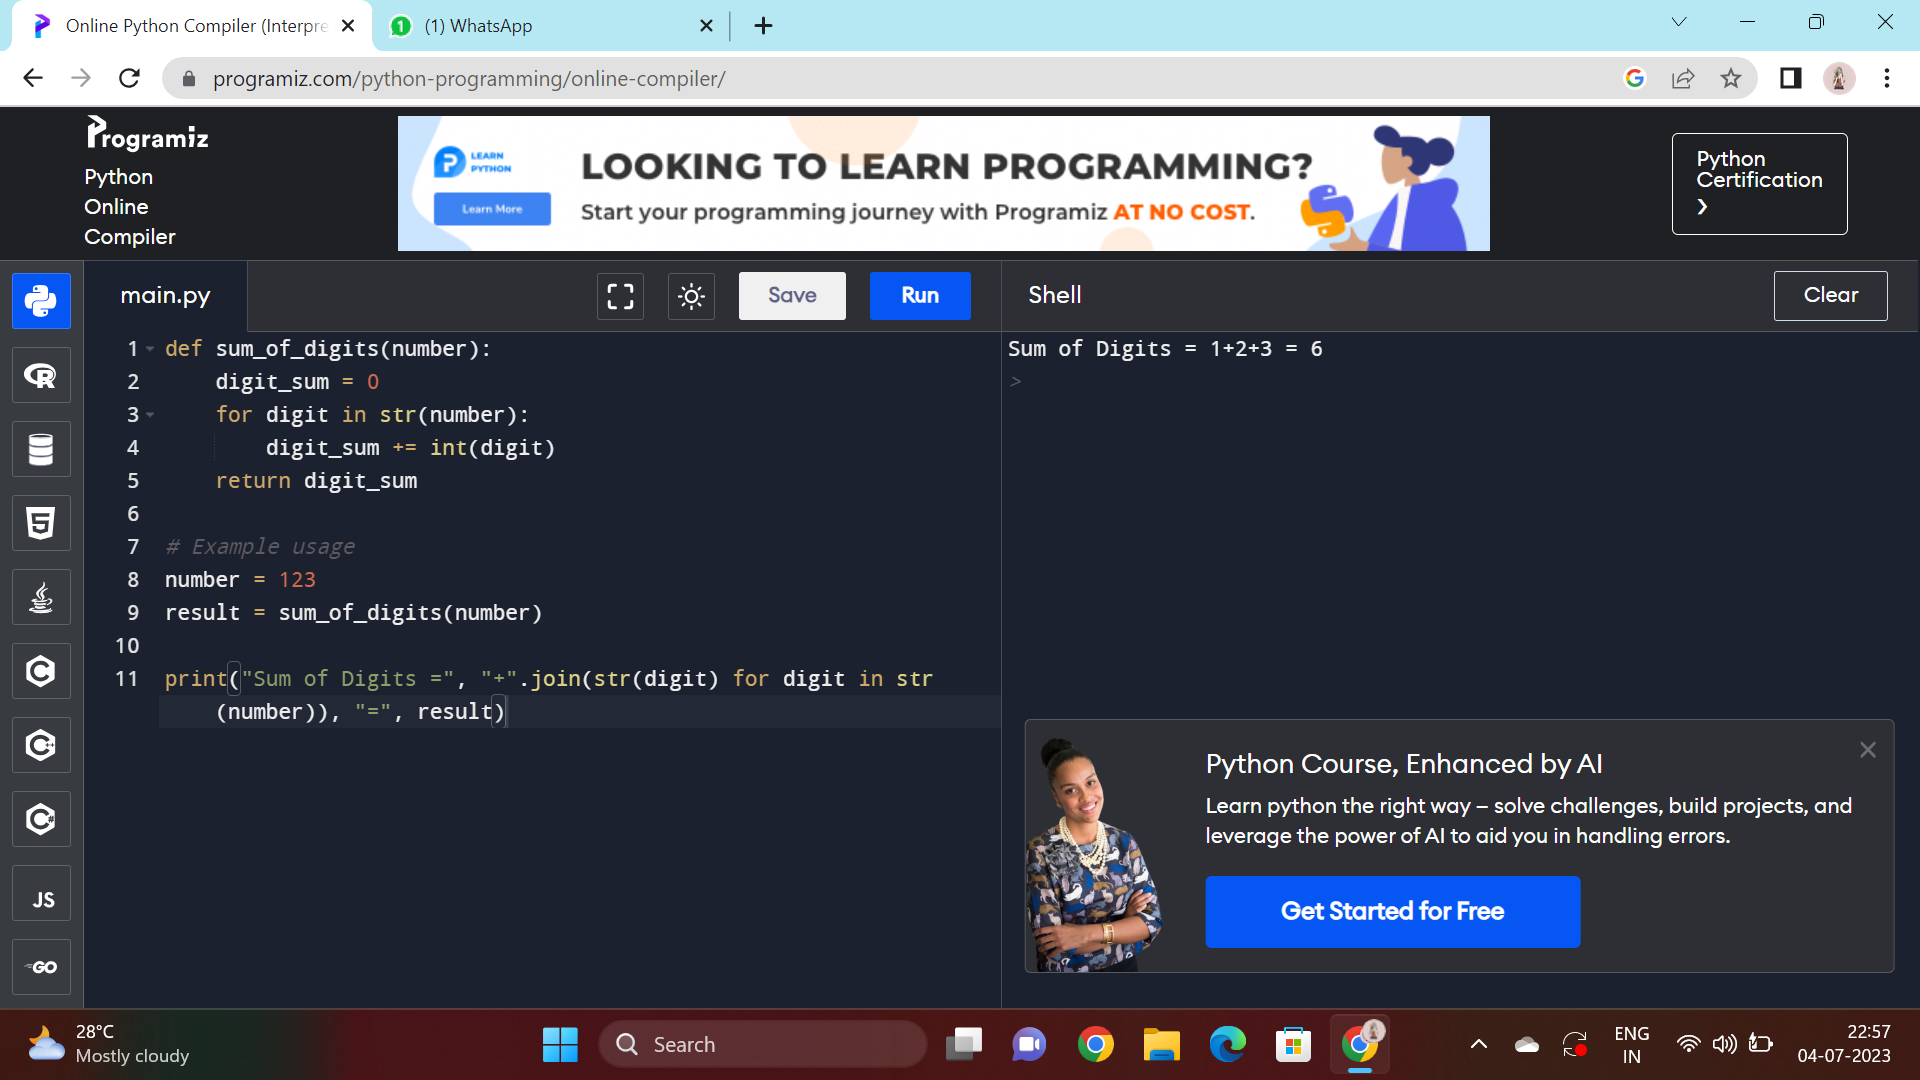 Online Python Compiler (Interpre
(1) WhatsApp
programiz.com/python-programming/online-compiler/
Programiz
Python
Online
Compiler
LEARN
PYTHON
Learn More
LOOKING TO LEARN PROGRAMMING?
Start your programming journey with Programiz AT NO COST.
Python
Certification
main.py
Save
Run
Shell
Clear
1 def sum_of_digits(number):
2 digit_sum = 0
3 for digit in str(number):
4 digit_sum += int(digit)
5 return digit_sum
6
7 # Example usage
8 number = 123
9 result = sum_of_digits(number)
10
11 print("Sum of Digits =", "+".join(str(digit) for digit in str
(number)), "=", result)
Sum of Digits = 1+2+3 = 6
>
R
5
C
C++
C#
JS
GO
Python Course, Enhanced by AI
Learn python the right way – solve challenges, build projects, and
leverage the power of AI to aid you in handling errors.
Get Started for Free
28°C
Mostly cloudy
Search
ENG
IN
22:57
04-07-2023